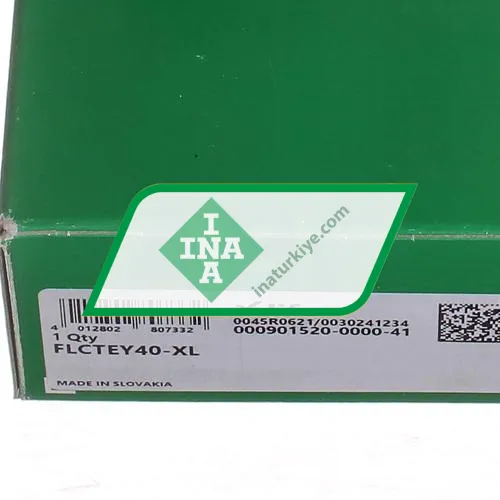 I
INA
A
inaturkiye.com
4 012802 807332
0045R0621/0030241234
000901520-0000-41
1 Qty
FLCTEY40-XL
MADE IN SLOVAKIA